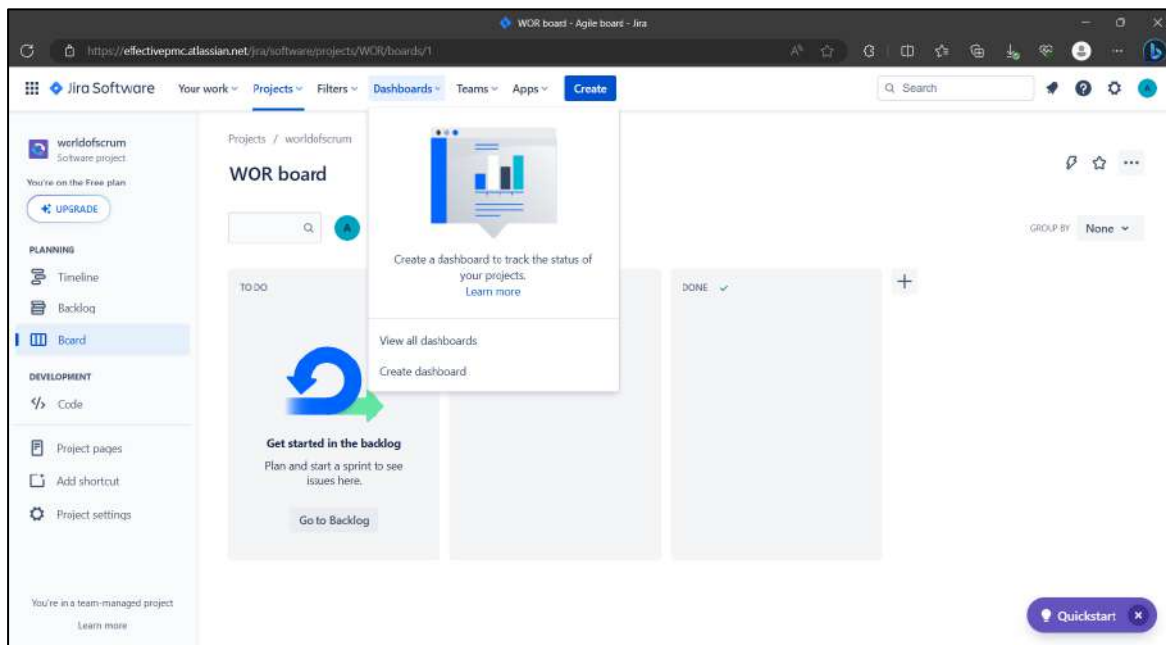 WOR board - Agile board - Jira
https://effectivepmc.atlassian.net/jira/software/projects/WOR/boards/1
Jira Software Your work Projects Filters Dashboards Teams Apps Create Search
worldofscrum
Software project
You're on the Free plan
UPGRADE
PLANNING
Timeline
Backlog
Board
DEVELOPMENT
Code
Project pages
Add shortcut
Project settings
You're in a team-managed project
Learn more
Projects / worldofscrum
WOR board
A
GROUP BY None
Create a dashboard to track the status of
your projects.
Learn more
View all dashboards
Create dashboard
TO DO
DONE
Get started in the backlog
Plan and start a sprint to see
issues here.
Go to Backlog
Quickstart